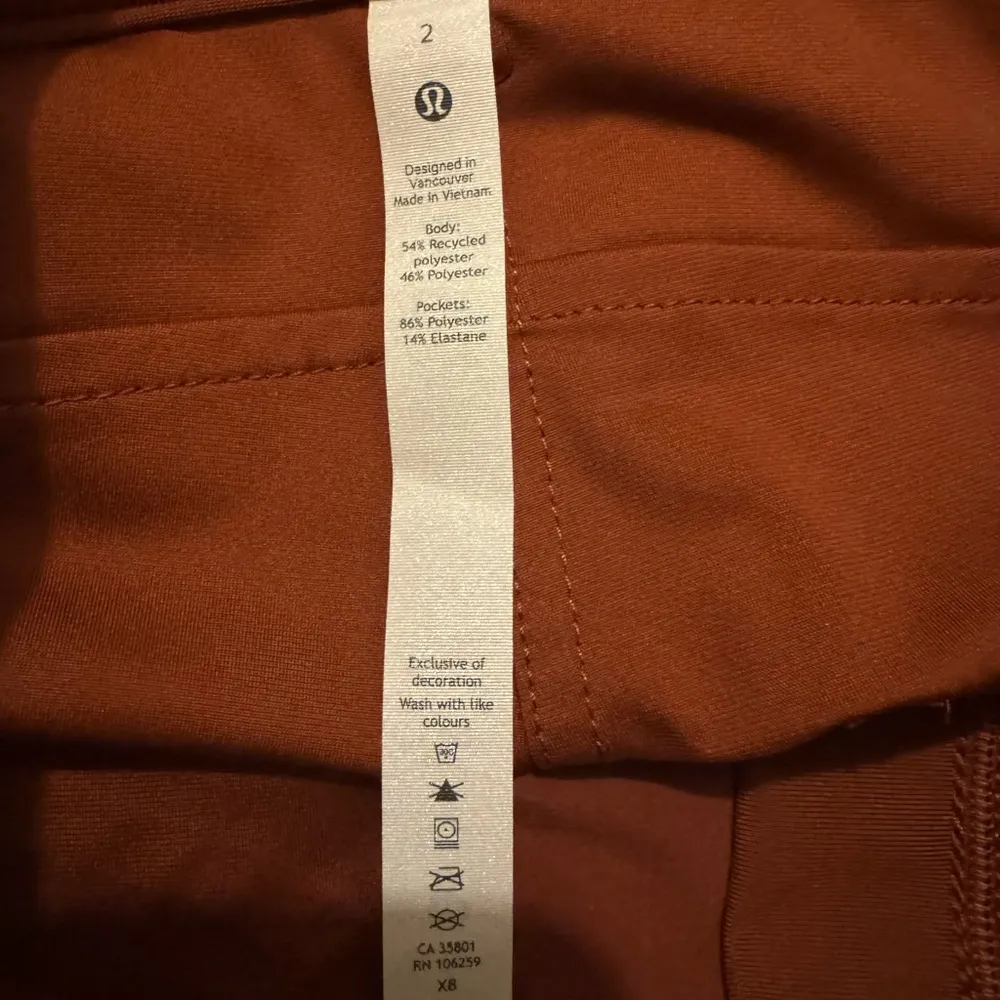 2
Designed in
Vancouver
Made in Vietnam
Body:
54% Recycled
polyester
46% Polyester
Pockets:
86% Polyester
14% Elastane
Exclusive of
decoration
Wash with like
colours
30C
CA 35801
RN 106259
X8